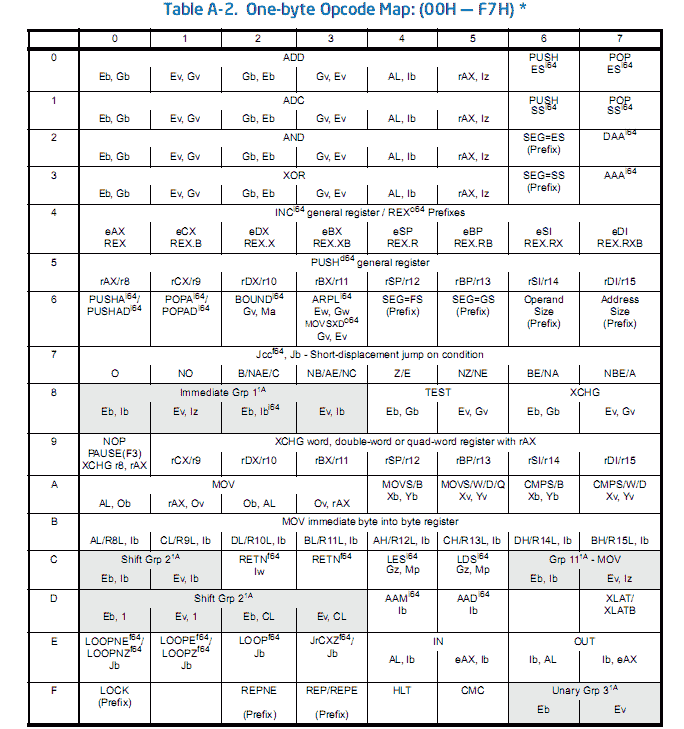 Table A-2. One-byte Opcode Map: (00H — F7H) *
0 1 2 3 4 5 6 7
0 ADD PUSH ES^i64 POP ES^i64
Eb, Gb Ev, Gv Gb, Eb Gv, Ev AL, Ib rAX, Iz
1 ADC PUSH SS^i64 POP SS^i64
Eb, Gb Ev, Gv Gb, Eb Gv, Ev AL, Ib rAX, Iz
2 AND SEG=ES (Prefix) DAA^i64
Eb, Gb Ev, Gv Gb, Eb Gv, Ev AL, Ib rAX, Iz
3 XOR SEG=SS (Prefix) AAA^i64
Eb, Gb Ev, Gv Gb, Eb Gv, Ev AL, Ib rAX, Iz
4 INC^i64 general register / REX^o64 Prefixes
eAX eCX eDX eBX eSP eBP eSI eDI
REX REX.B REX.X REX.XB REX.R REX.RB REX.RX REX.RXB
5 PUSH^d64 general register
rAX/r8 rCX/r9 rDX/r10 rBX/r11 rSP/r12 rBP/r13 rSI/r14 rDI/r15
6 PUSHA^i64/ POPA^i64/ BOUND^i64 ARPL^i64 SEG=FS SEG=GS Operand Address
PUSHAD^i64 POPAD^i64 Gv, Ma Ew, Gw (Prefix) (Prefix) Size Size
MOVSXD^o64 (Prefix) (Prefix)
Gv, Ev
7 Jcc^f64, Jb - Short-displacement jump on condition
O NO B/NAE/C NB/AE/NC Z/E NZ/NE BE/NA NBE/A
8 Immediate Grp 1^1A TEST XCHG
Eb, Ib Ev, Iz Eb, Ib^i64 Ev, Ib Eb, Gb Ev, Gv Eb, Gb Ev, Gv
9 NOP XCHG word, double-word or quad-word register with rAX
PAUSE(F3)
XCHG r8, rAX rCX/r9 rDX/r10 rBX/r11 rSP/r12 rBP/r13 rSI/r14 rDI/r15
A MOV MOVS/B MOVS/W/D/Q CMPS/B CMPS/W/D
AL, Ob rAX, Ov Ob, AL Ov, rAX Xb, Yb Xv, Yv Xb, Yb Xv, Yv
B MOV immediate byte into byte register
AL/R8L, Ib CL/R9L, Ib DL/R10L, Ib BL/R11L, Ib AH/R12L, Ib CH/R13L, Ib DH/R14L, Ib BH/R15L, Ib
C Shift Grp 2^1A RETN^f64 RETN^f64 LES^i64 LDS^i64 Grp 11^1A - MOV
Iw Gz, Mp Gz, Mp
Eb, Ib Ev, Ib Eb, Ib Ev, Iz
D Shift Grp 2^1A AAM^i64 AAD^i64 XLAT/
Ib Ib XLATB
Eb, 1 Ev, 1 Eb, CL Ev, CL
E LOOPNE^f64/ LOOPE^f64/ LOOP^f64 JrCXZ^f64/ IN OUT
LOOPNZ^f64 LOOPZ^f64 Jb Jb
Jb Jb AL, Ib eAX, Ib Ib, AL Ib, eAX
F LOCK REPNE REP/REPE HLT CMC Unary Grp 3^1A
(Prefix) (Prefix) (Prefix) Eb Ev